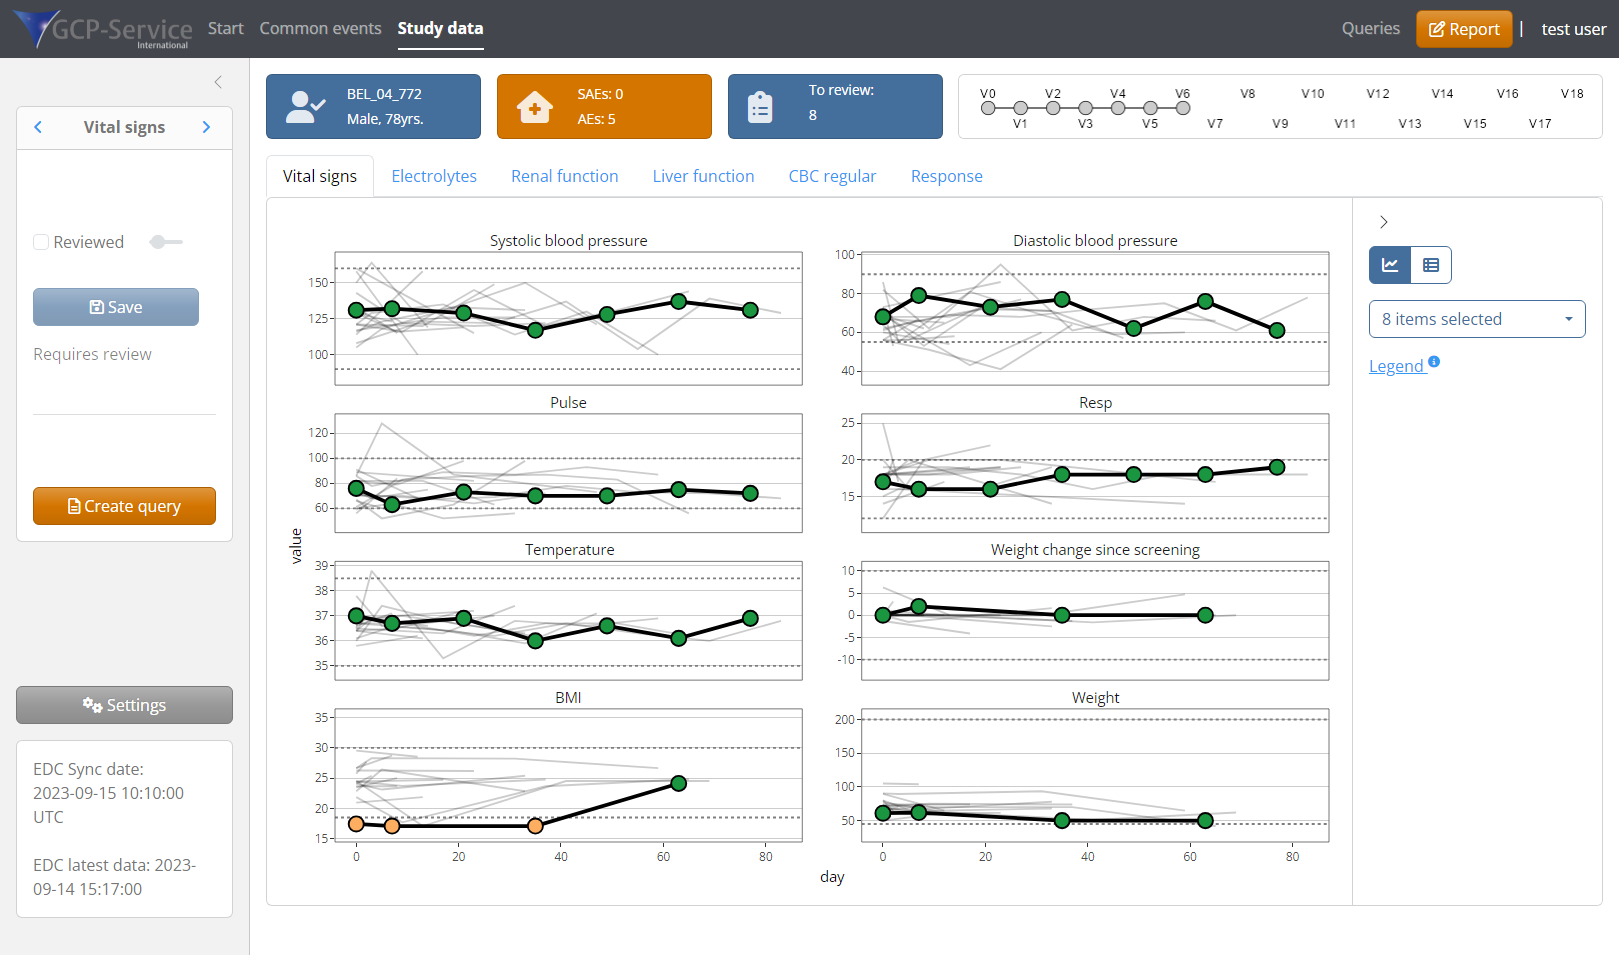 GCP-Service
International
Start
Common events
Study data
Queries
Report
|
test user
Vital signs
Reviewed
Save
Requires review
Create query
Settings
EDC Sync date:
2023-09-15 10:10:00
UTC
EDC latest data: 2023-
09-14 15:17:00
BEL_04_772
Male, 78yrs.
SAEs: 0
AEs: 5
To review:
8
V0 V2 V4 V6 V8 V10 V12 V14 V16 V18
V1 V3 V5 V7 V9 V11 V13 V15 V17
Vital signs
Electrolytes
Renal function
Liver function
CBC regular
Response
Systolic blood pressure
150
125
100
Diastolic blood pressure
100
80
60
40
Pulse
120
100
80
60
Resp
25
20
15
value
Temperature
39
38
37
36
35
Weight change since screening
10
5
0
-5
-10
BMI
35
30
25
20
15
0 20 40 60 80
Weight
200
150
100
50
0 20 40 60 80
day
8 items selected
Legend